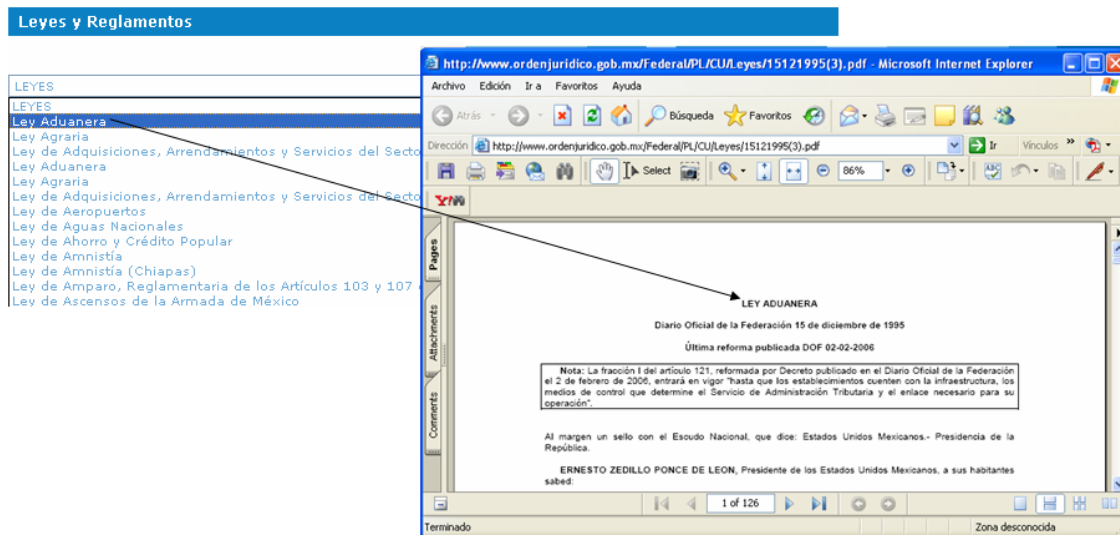 Leyes y Reglamentos
LEYES
LEYES
Ley Aduanera
Ley Agraria
Ley de Adquisiciones, Arrendamientos y Servicios del Secto
Ley Aduanera
Ley Agraria
Ley de Adquisiciones, Arrendamientos y Servicios del Secto
Ley de Aeropuertos
Ley de Aguas Nacionales
Ley de Ahorro y Crédito Popular
Ley de Amnistía
Ley de Amnistía (Chiapas)
Ley de Amparo, Reglamentaria de los Artículos 103 y 107
Ley de Ascensos de la Armada de México
http://www.ordenjuridico.gob.mx/Federal/PL/CU/Leyes/15121995(3).pdf - Microsoft Internet Explorer
Archivo Edición Ir a Favoritos Ayuda
Atrás Búsqueda Favoritos
Dirección http://www.ordenjuridico.gob.mx/Federal/PL/CU/Leyes/15121995(3).pdf Ir Vínculos »
Select 86%
Y!
Pages
Attachments
Comments
LEY ADUANERA
Diario Oficial de la Federación 15 de diciembre de 1995
Última reforma publicada DOF 02-02-2006
Nota: La fracción I del artículo 121, reformada por Decreto publicado en el Diario Oficial de la Federación
el 2 de febrero de 2006, entrará en vigor "hasta que los establecimientos cuenten con la infraestructura, los
medios de control que determine el Servicio de Administración Tributaria y el enlace necesario para su
operación".
Al margen un sello con el Escudo Nacional, que dice: Estados Unidos Mexicanos.- Presidencia de la
República.
ERNESTO ZEDILLO PONCE DE LEON, Presidente de los Estados Unidos Mexicanos, a sus habitantes
sabed:
1 of 126
Terminado Zona desconocida